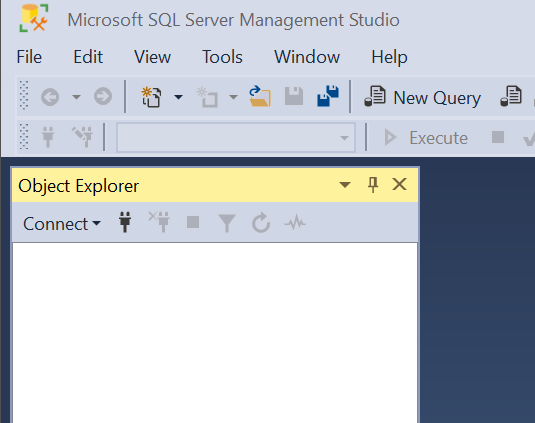 Microsoft SQL Server Management Studio
File Edit View Tools Window Help
New Query
Execute
Object Explorer
Connect